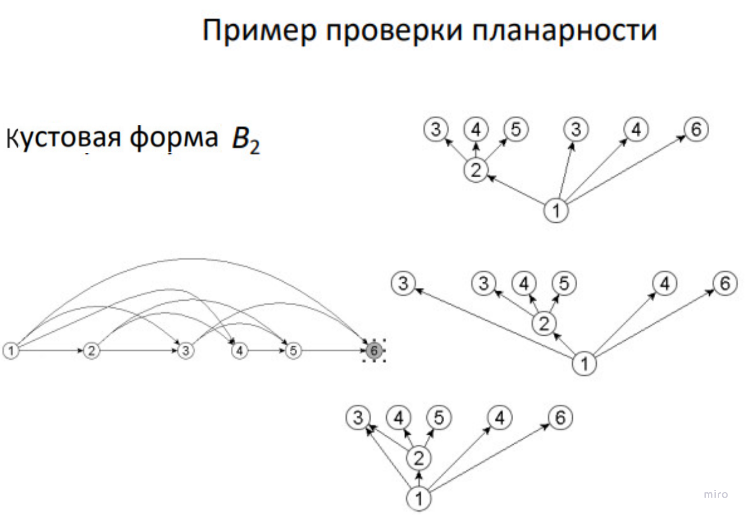 Пример проверки планарности
Кустовая форма B₂
3 4 5 3 4 6
2
1
3 3 4 5 4 6
2
1
1 2 3 4 5 6
3 4 5 4 6
2
1
miro